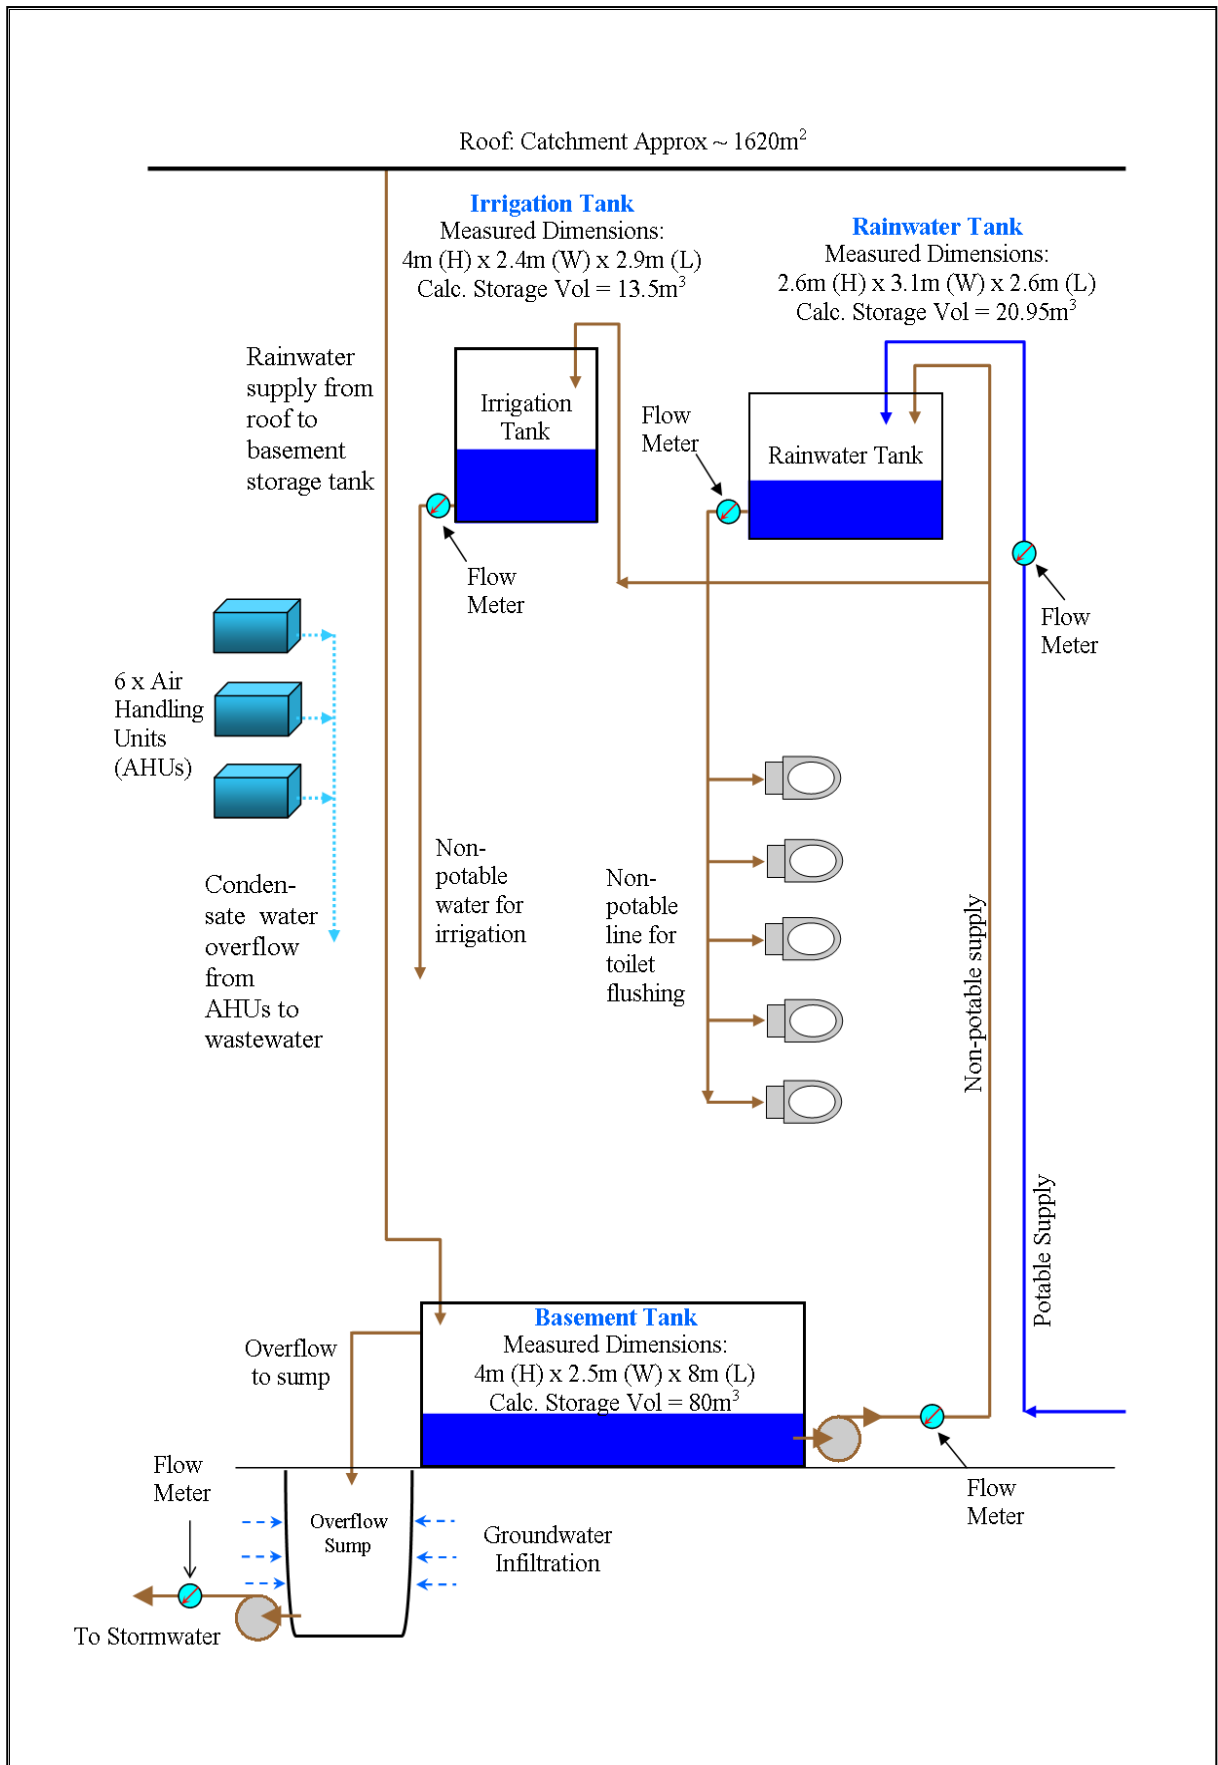 Roof: Catchment Approx ~ 1620m²
Irrigation Tank
Measured Dimensions:
4m (H) x 2.4m (W) x 2.9m (L)
Calc. Storage Vol = 13.5m³
Rainwater Tank
Measured Dimensions:
2.6m (H) x 3.1m (W) x 2.6m (L)
Calc. Storage Vol = 20.95m³
Rainwater
supply from
roof to
basement
storage tank
Irrigation
Tank
Flow
Meter
Rainwater Tank
Flow
Meter
Flow
Meter
6 x Air
Handling
Units
(AHUs)
Conden-
sate water
overflow
from
AHUs to
wastewater
Non-
potable
water for
irrigation
Non-
potable
line for
toilet
flushing
Non-potable supply
Potable Supply
Basement Tank
Measured Dimensions:
4m (H) x 2.5m (W) x 8m (L)
Calc. Storage Vol = 80m³
Overflow
to sump
Flow
Meter
Flow
Meter
Overflow
Sump
Groundwater
Infiltration
To Stormwater